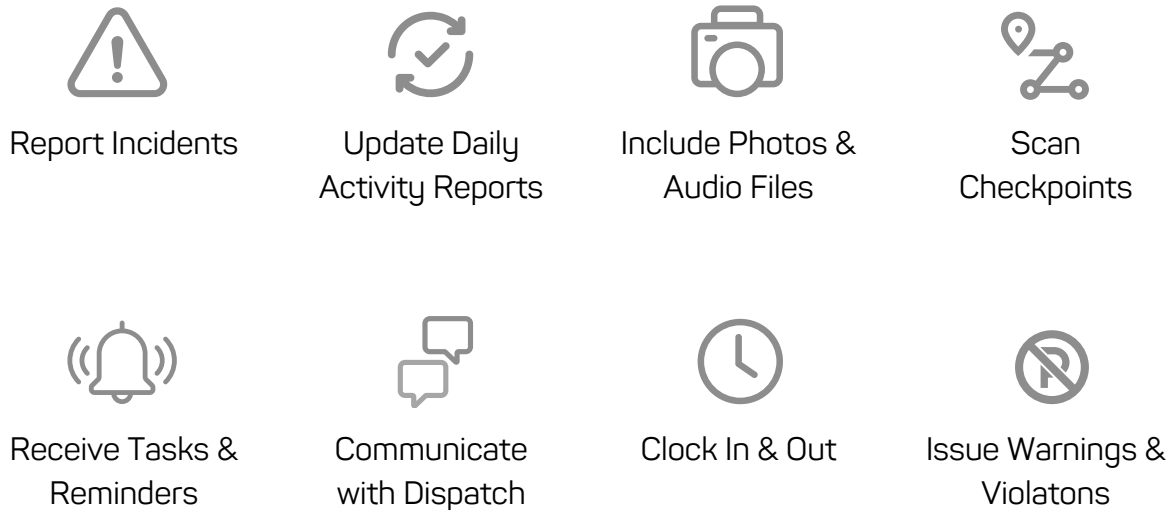 Report Incidents
Update Daily
Activity Reports
Include Photos &
Audio Files
Scan
Checkpoints
Receive Tasks &
Reminders
Communicate
with Dispatch
Clock In & Out
P
Issue Warnings &
Violatons